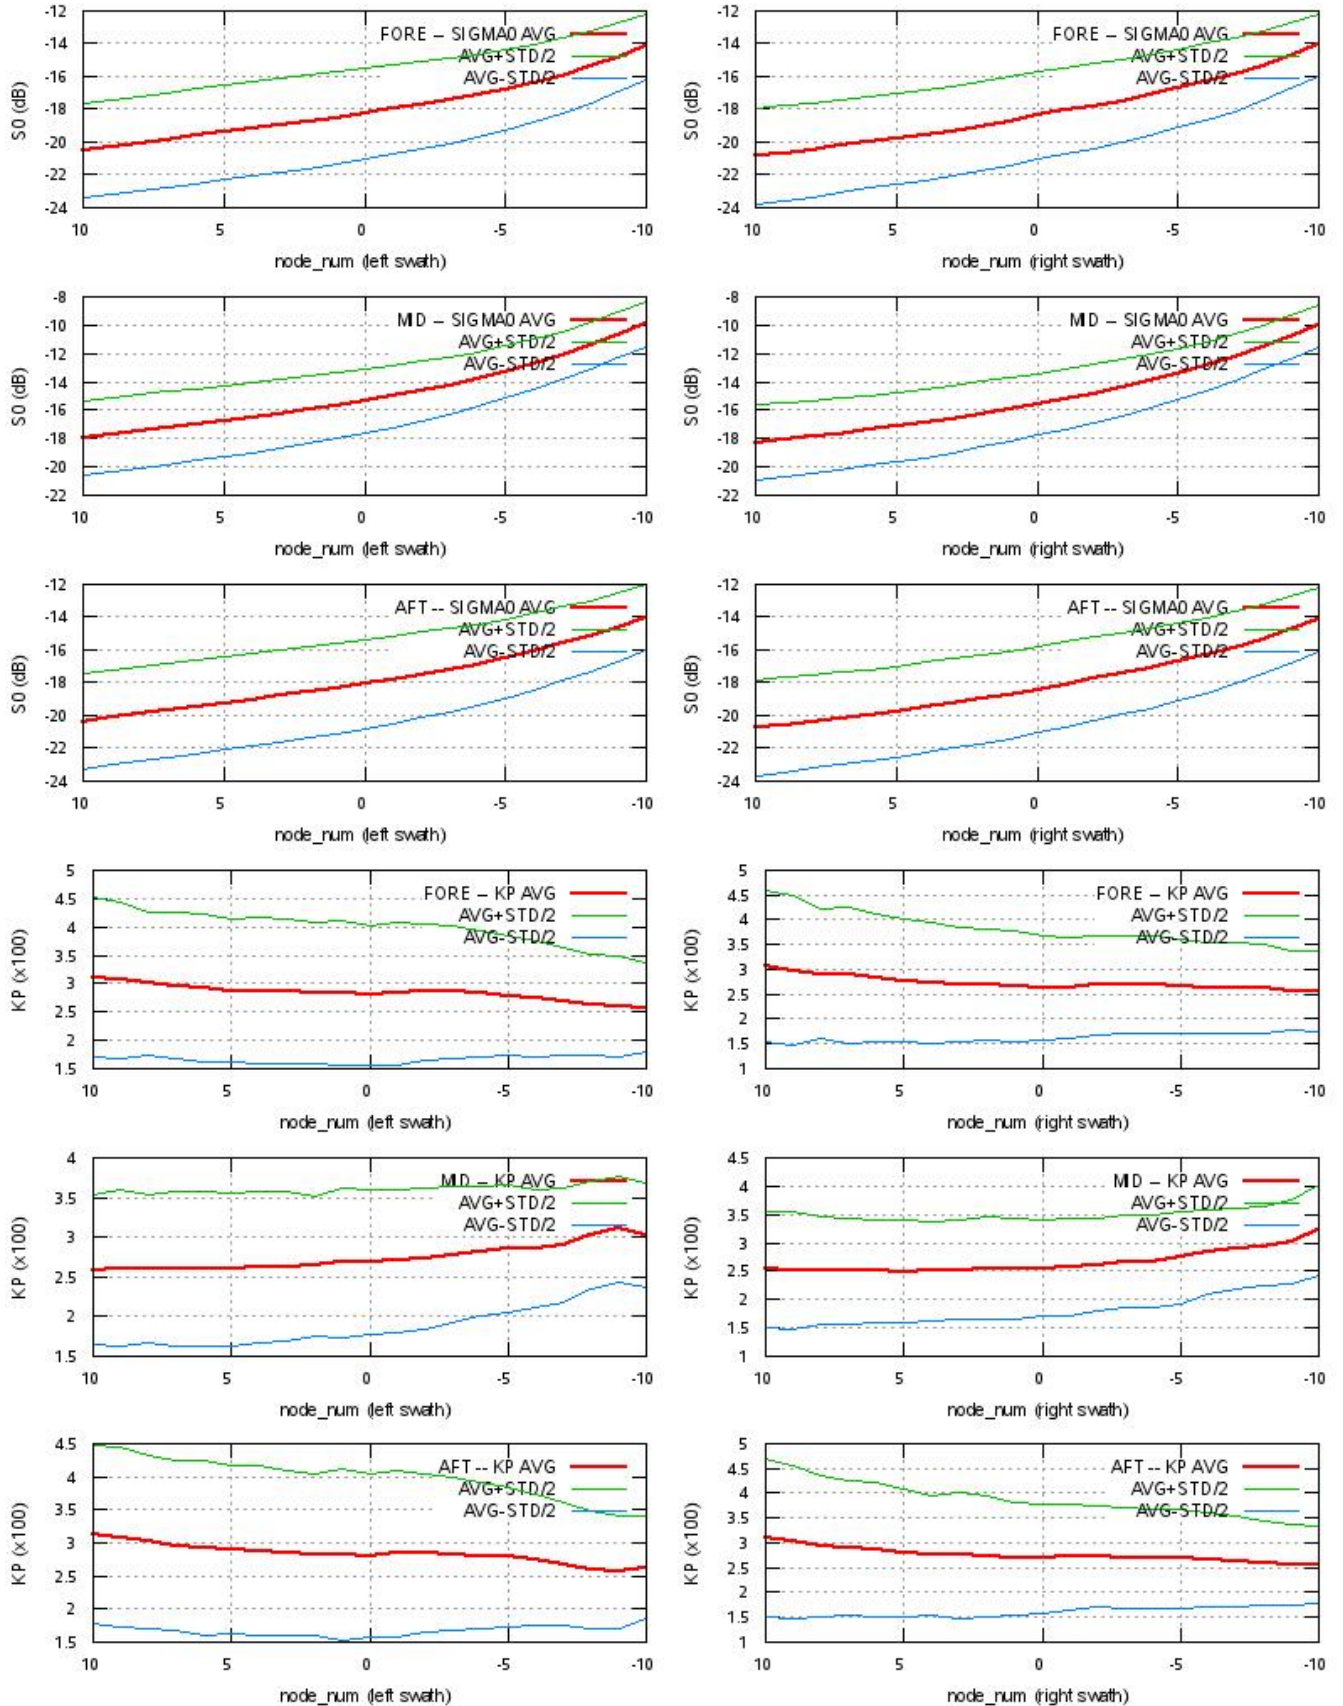 -12
-14
-16
-18
-20
-22
-24
S0 (dB)
FORE – SIGMA0 AVG
AVG+STD/2
AVG-STD/2
10 5 0 -5 -10
node_num (left swath)
-12
-14
-16
-18
-20
-22
-24
S0 (dB)
FORE – SIGMA0 AVG
AVG+STD/2
AVG-STD/2
10 5 0 -5 -10
node_num (right swath)
-8
-10
-12
-14
-16
-18
-20
-22
S0 (dB)
MID – SIGMA0 AVG
AVG+STD/2
AVG-STD/2
10 5 0 -5 -10
node_num (left swath)
-8
-10
-12
-14
-16
-18
-20
-22
S0 (dB)
MID – SIGMA0 AVG
AVG+STD/2
AVG-STD/2
10 5 0 -5 -10
node_num (right swath)
-12
-14
-16
-18
-20
-22
-24
S0 (dB)
AFT -- SIGMA0 AVG
AVG+STD/2
AVG-STD/2
10 5 0 -5 -10
node_num (left swath)
-12
-14
-16
-18
-20
-22
-24
S0 (dB)
AFT -- SIGMA0 AVG
AVG+STD/2
AVG-STD/2
10 5 0 -5 -10
node_num (right swath)
5
4.5
4
3.5
3
2.5
2
1.5
KP (x100)
FORE – KP AVG
AVG+STD/2
AVG-STD/2
10 5 0 -5 -10
node_num (left swath)
5
4.5
4
3.5
3
2.5
2
1.5
1
KP (x100)
FORE – KP AVG
AVG+STD/2
AVG-STD/2
10 5 0 -5 -10
node_num (right swath)
4
3.5
3
2.5
2
1.5
KP (x100)
MID – KP AVG
AVG+STD/2
AVG-STD/2
10 5 0 -5 -10
node_num (left swath)
4.5
4
3.5
3
2.5
2
1.5
1
KP (x100)
MID – KP AVG
AVG+STD/2
AVG-STD/2
10 5 0 -5 -10
node_num (right swath)
4.5
4
3.5
3
2.5
2
1.5
KP (x100)
AFT -- KP AVG
AVG+STD/2
AVG-STD/2
10 5 0 -5 -10
node_num (left swath)
5
4.5
4
3.5
3
2.5
2
1.5
1
KP (x100)
AFT -- KP AVG
AVG+STD/2
AVG-STD/2
10 5 0 -5 -10
node_num (right swath)